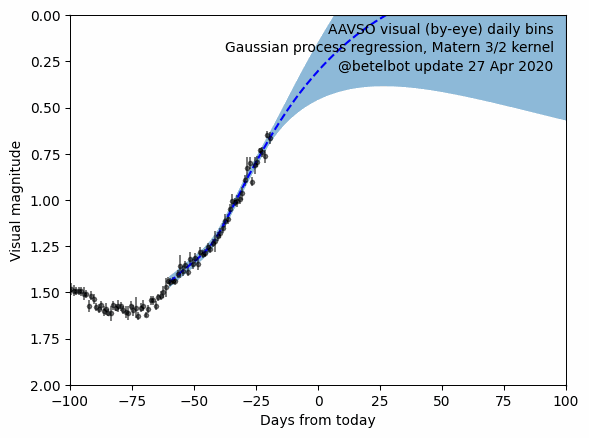 AAVSO visual (by-eye) daily bins
Gaussian process regression, Matern 3/2 kernel
@betelbot update 27 Apr 2020
0.00
0.25
0.50
0.75
1.00
1.25
1.50
1.75
2.00
Visual magnitude
−100 −75 −50 −25 0 25 50 75 100
Days from today